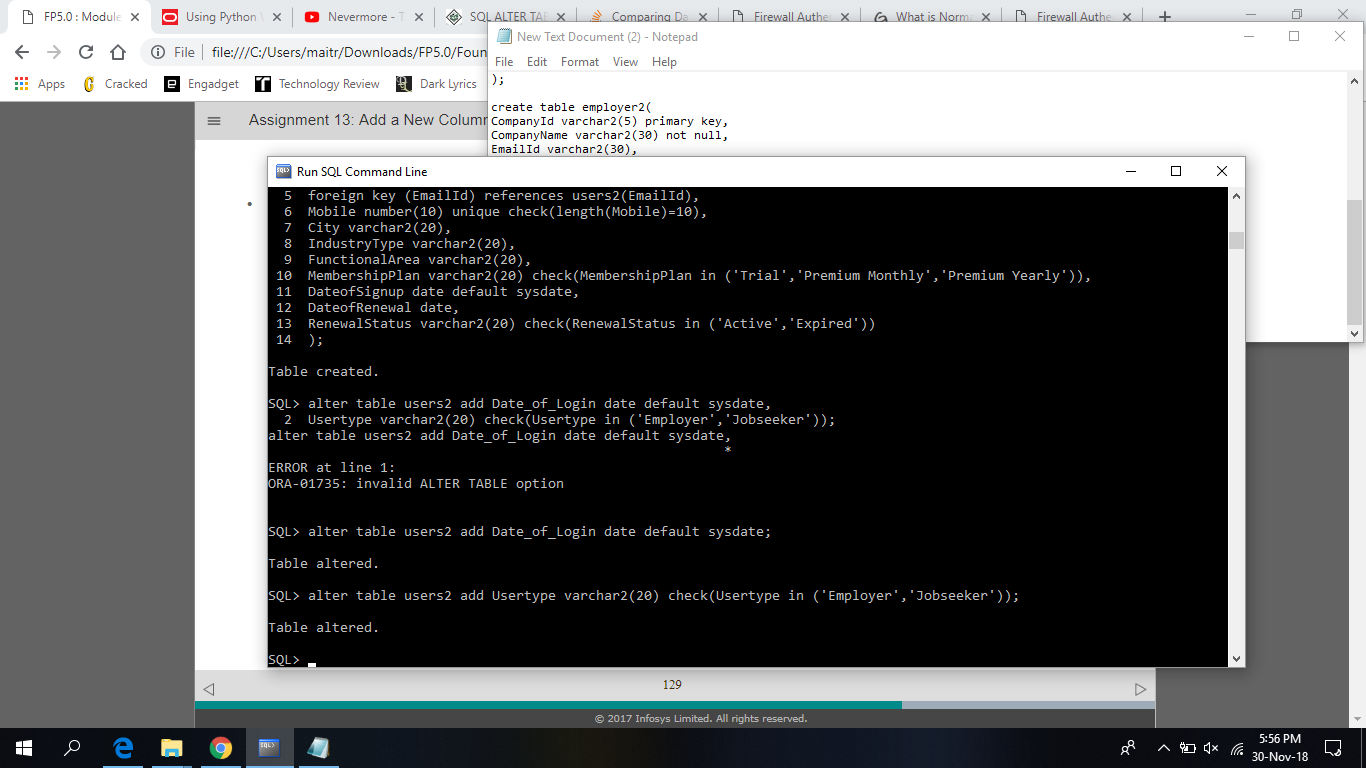 FP5.0 : Module
Using Python
Nevermore - T
SQL ALTER TAB
Comparing Da
Firewall Authe
What is Norma
Firewall Authe
File
file:///C:/Users/maitr/Downloads/FP5.0/Foun
Apps
Cracked
Engadget
Technology Review
Dark Lyrics
New Text Document (2) - Notepad
File Edit Format View Help
);
create table employer2(
CompanyId varchar2(5) primary key,
CompanyName varchar2(30) not null,
EmailId varchar2(30),
Assignment 13: Add a New Column
Run SQL Command Line
5 foreign key (EmailId) references users2(EmailId),
6 Mobile number(10) unique check(length(Mobile)=10),
7 City varchar2(20),
8 IndustryType varchar2(20),
9 FunctionalArea varchar2(20),
10 MembershipPlan varchar2(20) check(MembershipPlan in ('Trial','Premium Monthly','Premium Yearly')),
11 DateofSignup date default sysdate,
12 DateofRenewal date,
13 RenewalStatus varchar2(20) check(RenewalStatus in ('Active','Expired'))
14 );
Table created.
SQL> alter table users2 add Date_of_Login date default sysdate,
2 Usertype varchar2(20) check(Usertype in ('Employer','Jobseeker'));
alter table users2 add Date_of_Login date default sysdate,
*
ERROR at line 1:
ORA-01735: invalid ALTER TABLE option
SQL> alter table users2 add Date_of_Login date default sysdate;
Table altered.
SQL> alter table users2 add Usertype varchar2(20) check(Usertype in ('Employer','Jobseeker'));
Table altered.
SQL>
129
© 2017 Infosys Limited. All rights reserved.
5:56 PM
30-Nov-18